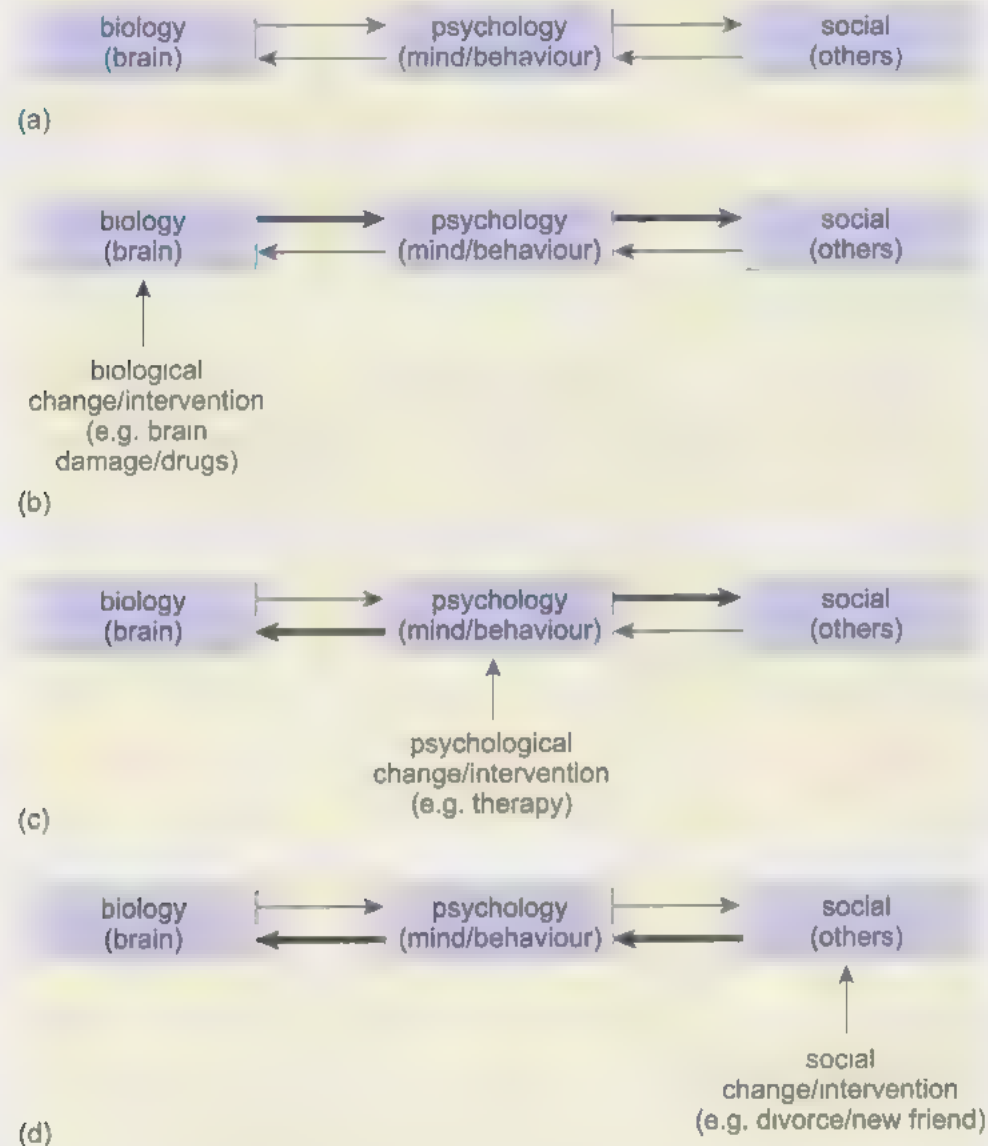 biology
(brain)
psychology
(mind/behaviour)
social
(others)
(a)
biology
(brain)
psychology
(mind/behaviour)
social
(others)
biological
change/intervention
(e.g. brain
damage/drugs)
(b)
biology
(brain)
psychology
(mind/behaviour)
social
(others)
psychological
change/intervention
(e.g. therapy)
(c)
biology
(brain)
psychology
(mind/behaviour)
social
(others)
social
change/intervention
(e.g. divorce/new friend)
(d)